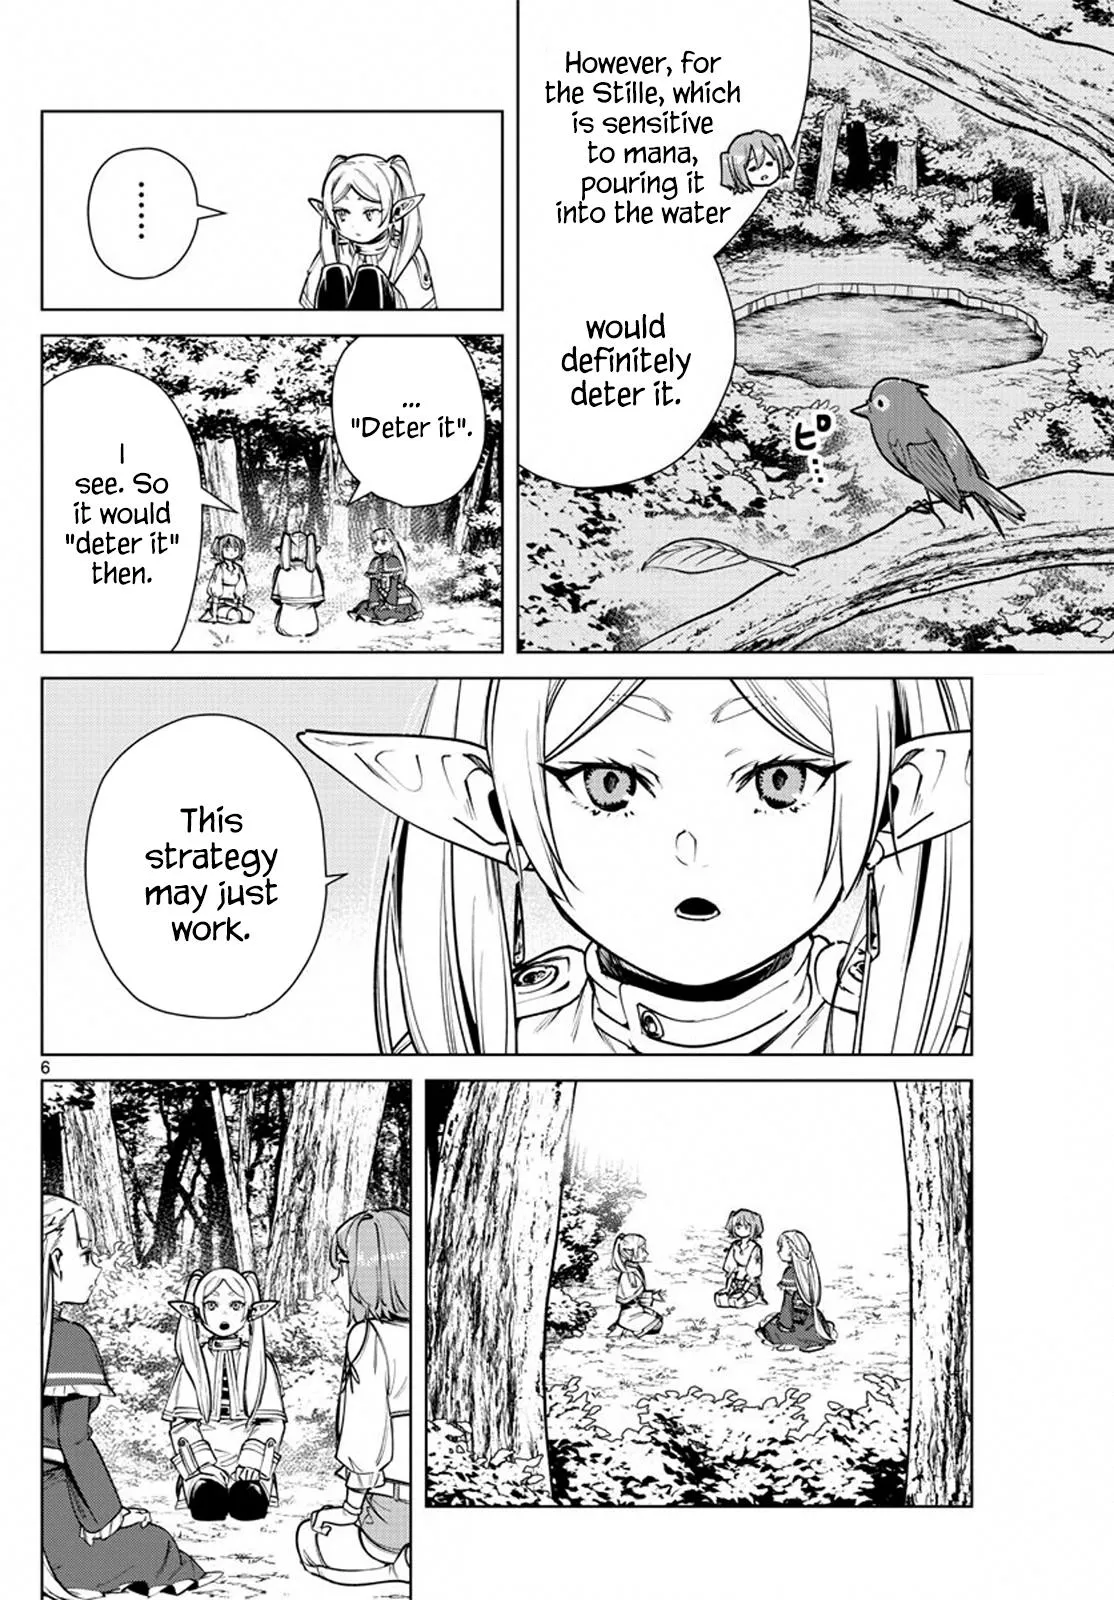 However, for
the Stille, which
is sensitive
to mana,
pouring it
into the water
would
definitely
deter it.
ピロ...
......
...
"Deter it".
I
see. So
it would
"deter it"
then.
This
strategy
may just
work.
6